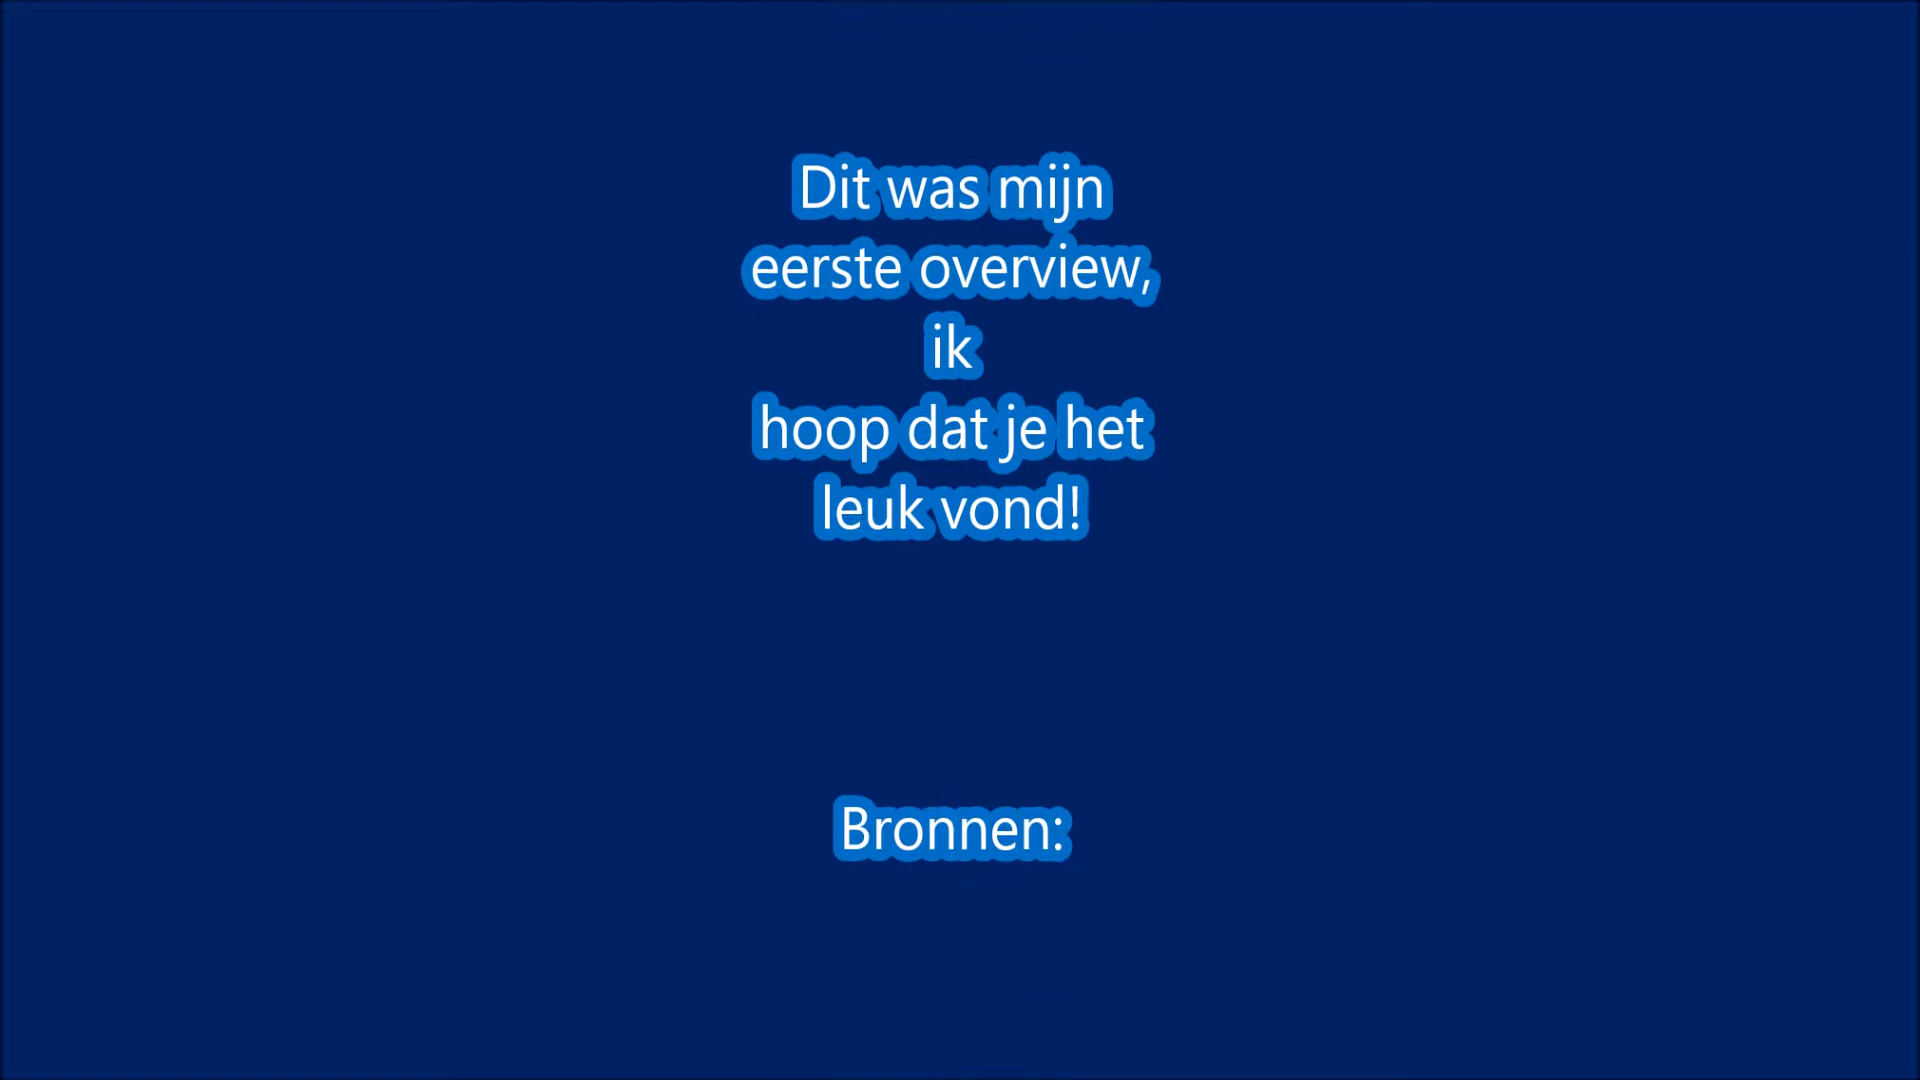 Dit was mijn
eerste overview,
ik
hoop dat je het
leuk vond!
Bronnen: